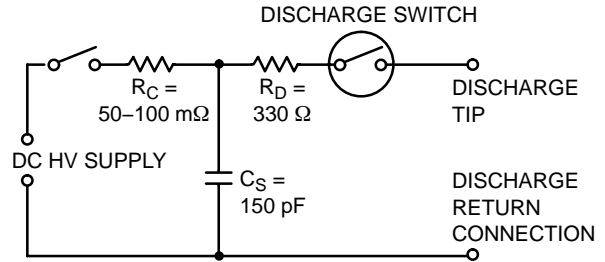 DISCHARGE SWITCH
R_C =
50–100 mΩ
R_D =
330 Ω
DISCHARGE
TIP
DC HV SUPPLY
C_S =
150 pF
DISCHARGE
RETURN
CONNECTION